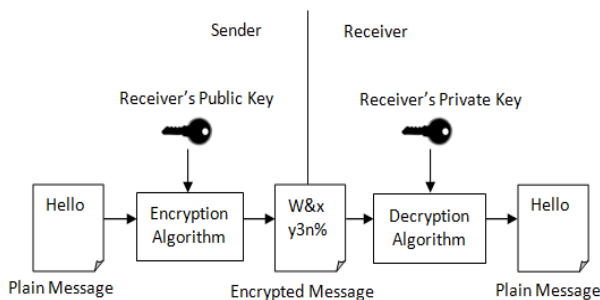 Sender
Receiver
Receiver's Public Key
Receiver's Private Key
Hello
Encryption
Algorithm
W&x
y3n%
Decryption
Algorithm
Hello
Plain Message
Encrypted Message
Plain Message